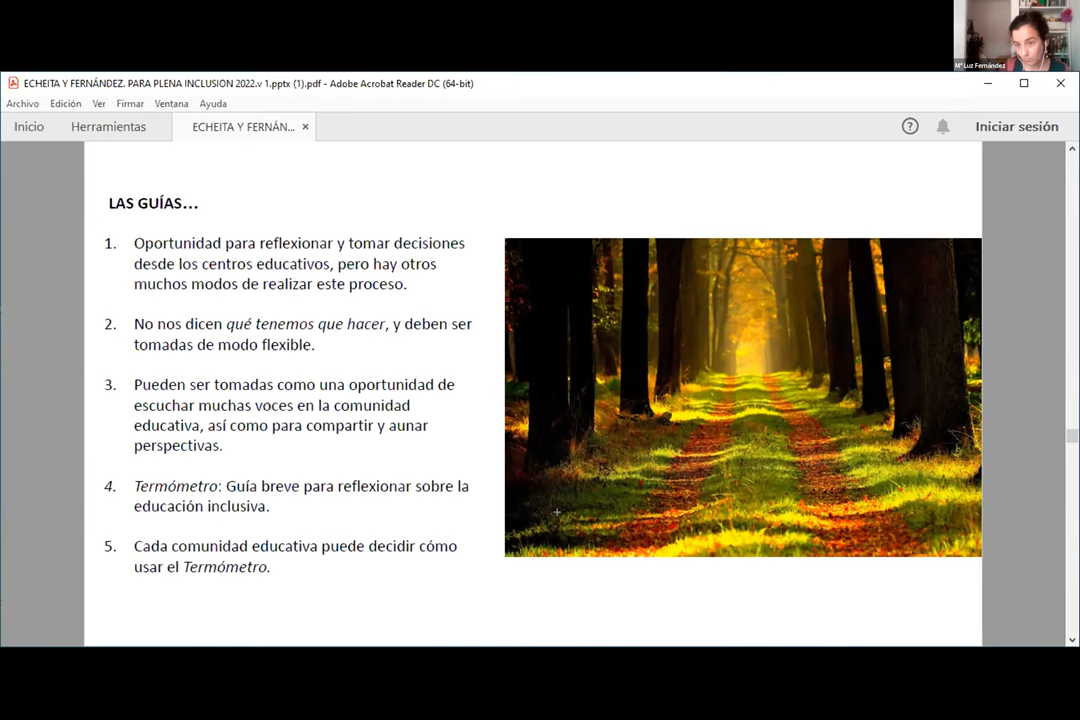 Mª Luz Fernández
ECHEITA Y FERNÁNDEZ. PARA PLENA INCLUSION 2022.v 1.pptx (1).pdf - Adobe Acrobat Reader DC (64-bit)
Archivo Edición Ver Firmar Ventana Ayuda
Inicio Herramientas ECHEITA Y FERNÁN... × Iniciar sesión
LAS GUÍAS...
1. Oportunidad para reflexionar y tomar decisiones
desde los centros educativos, pero hay otros
muchos modos de realizar este proceso.
2. No nos dicen qué tenemos que hacer, y deben ser
tomadas de modo flexible.
3. Pueden ser tomadas como una oportunidad de
escuchar muchas voces en la comunidad
educativa, así como para compartir y aunar
perspectivas.
4. Termómetro: Guía breve para reflexionar sobre la
educación inclusiva.
5. Cada comunidad educativa puede decidir cómo
usar el Termómetro.